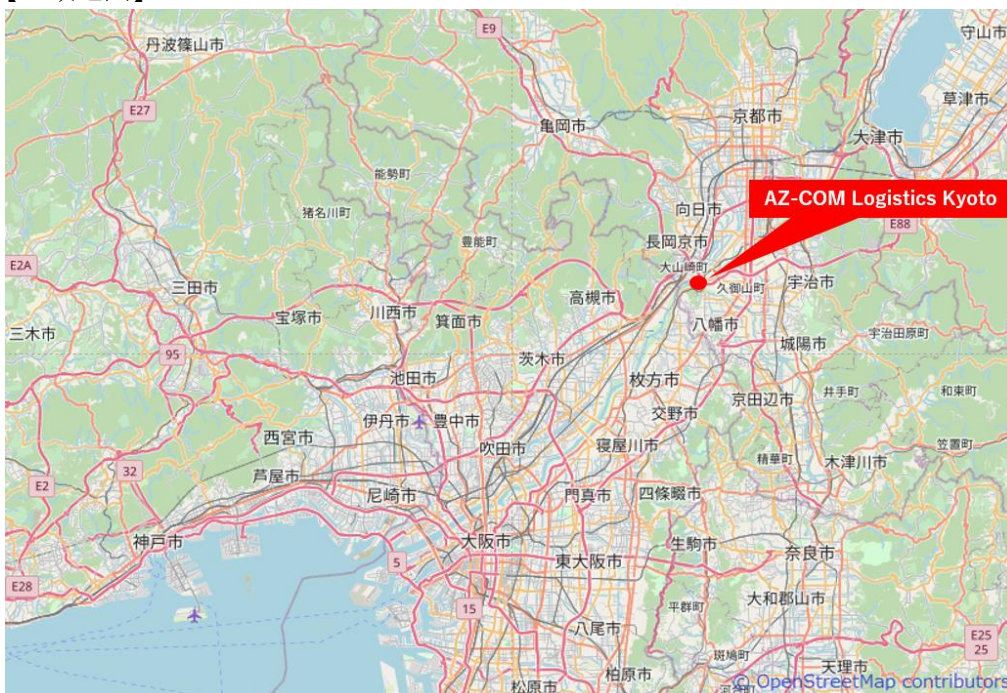 E9
守山市
丹波篠山市
E27
草津市
京都市
亀岡市
大津市
能勢町
AZ-COM Logistics Kyoto
猪名川町
向日市
E88
豊能町
長岡京市
E2A
大山崎町
三田市
久御山町
宇治市
高槻市
川西市
宝塚市
箕面市
八幡市
三木市
宇治田原町
城陽市
95
茨木市
池田市
枚方市
井手町
和束町
京田辺市
伊丹市
豊中市
交野市
西宮市
吹田市
寝屋川市
笠置町
精華町
木津川市
32
芦屋市
E2
尼崎市
門真市
四條畷市
神戸市
大阪市
生駒市
奈良市
5
東大阪市
E28
大和郡山市
15
平群町
八尾市
E25
25
斑鳩町
柏原市
天理市
松原市
© OpenStreetMap contributors